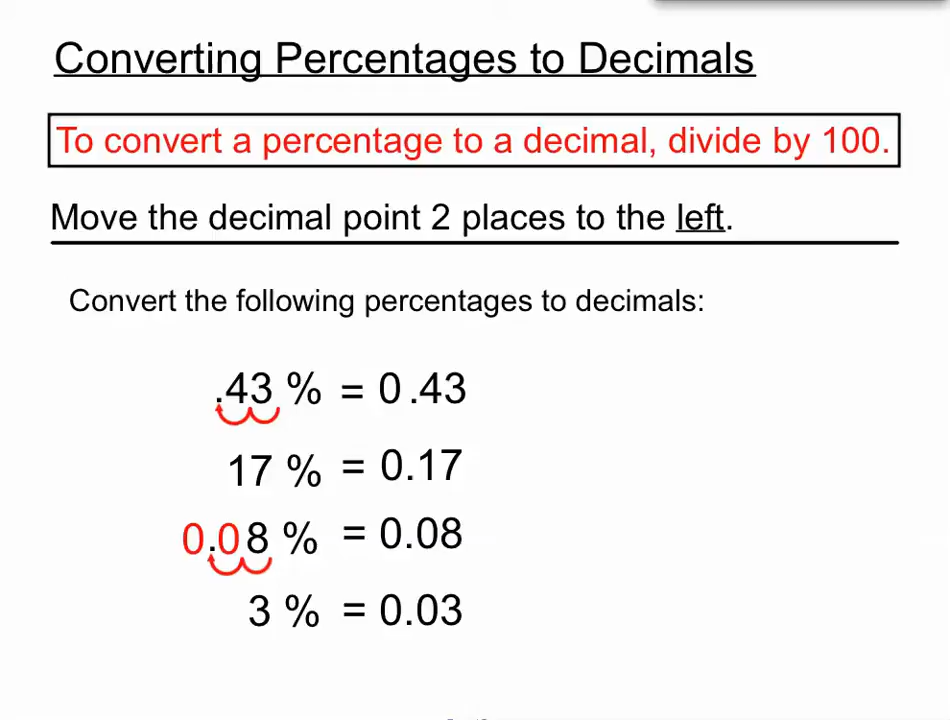 Converting Percentages to Decimals
To convert a percentage to a decimal, divide by 100.
Move the decimal point 2 places to the left.
Convert the following percentages to decimals:
.43 % = 0.43
17 % = 0.17
0.08 % = 0.08
3 % = 0.03